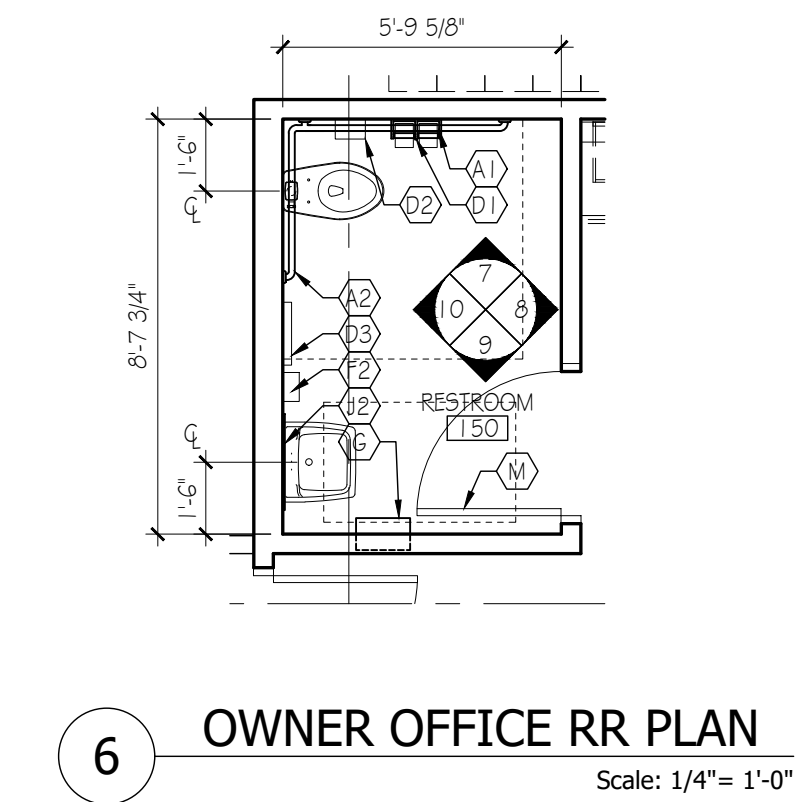 5'-9 5/8"
1'-6"
8'-7 3/4"
1'-6"
CL
CL
A1
D1
D2
A2
D3
F2
J2
G
M
7
10
8
9
RESTROOM
150
6
OWNER OFFICE RR PLAN
Scale: 1/4"= 1'-0"